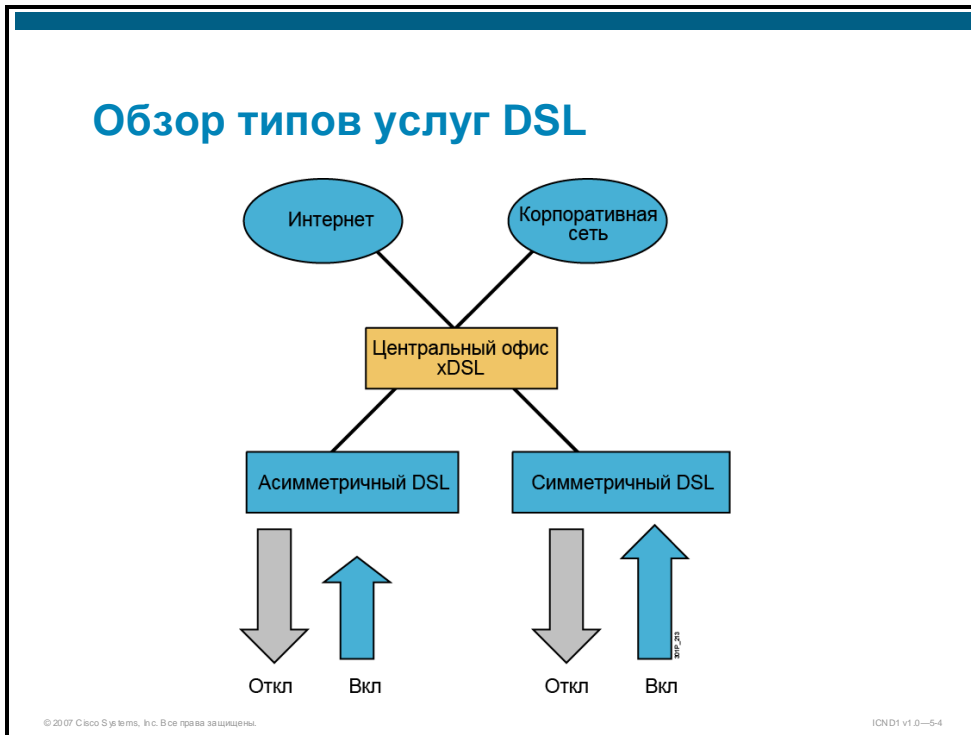 Обзор типов услуг DSL
Интернет
Корпоративная
сеть
Центральный офис
xDSL
Асимметричный DSL
Симметричный DSL
301P_213
Откл
Вкл
Откл
Вкл
© 2007 Cisco Systems, Inc. Все права защищены.
ICND1 v1.0—5-4